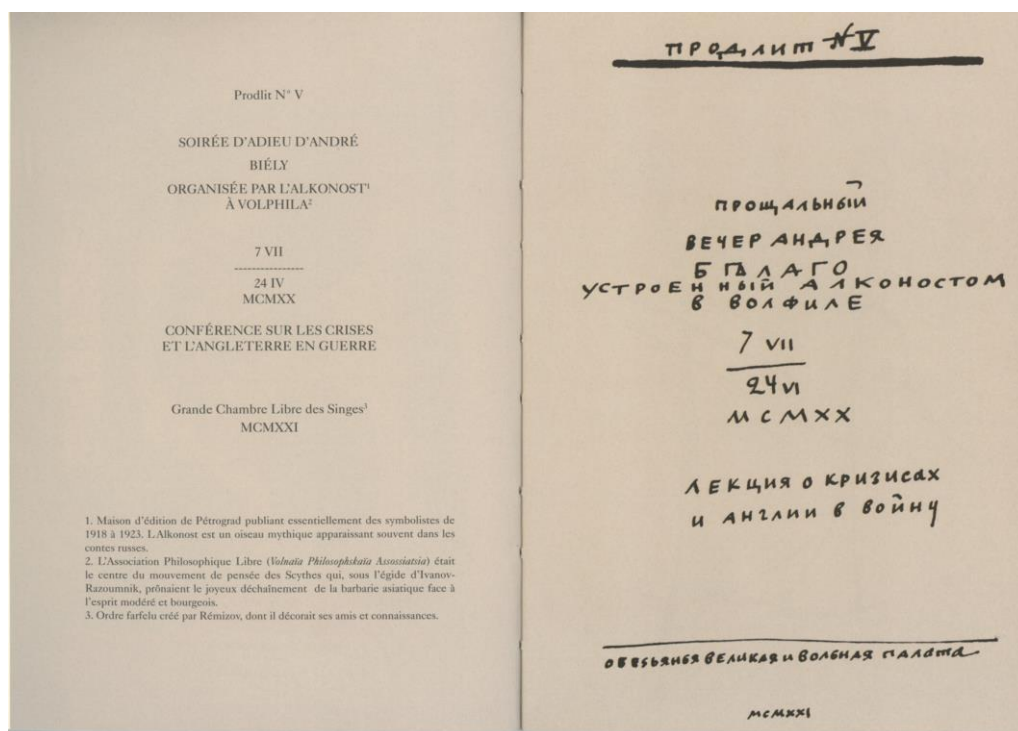 Prodlit N° V
SOIRÉE D'ADIEU D'ANDRÉ
BIÉLY
ORGANISÉE PAR L'ALKONOST¹
À VOLPHILA²
7 VII
----------------
24 IV
MCMXX
CONFÉRENCE SUR LES CRISES
ET L'ANGLETERRE EN GUERRE
Grande Chambre Libre des Singes³
MCMXXI
1. Maison d'édition de Pétrograd publiant essentiellement des symbolistes de
1918 à 1923. L'Alkonost est un oiseau mythique apparaissant souvent dans les
contes russes.
2. L'Association Philosophique Libre (Volnaïa Philosophskaïa Assossiatsia) était
le centre du mouvement de pensée des Scythes qui, sous l'égide d'Ivanov-
Razoumnik, prônaient le joyeux déchaînement de la barbarie asiatique face à
l'esprit modéré et bourgeois.
3. Ordre farfelu créé par Rémizov, dont il décorait ses amis et connaissances.
ПРОДЛИТ № V
ПРОЩАЛЬНЫЙ
ВЕЧЕР АНДРЕЯ
БѢЛАГО
УСТРОЕННЫЙ АЛКОНОСТОМ
В ВОЛФИЛЕ
7 VII
24 VI
MCMXX
ЛЕКЦИЯ О КРИЗИСАХ
И АНГЛИИ В ВОЙНУ
ОБЕЗЬЯНЬЯ ВЕЛИКАЯ И ВОЛЬНАЯ ПАЛАТА
MCMXXI